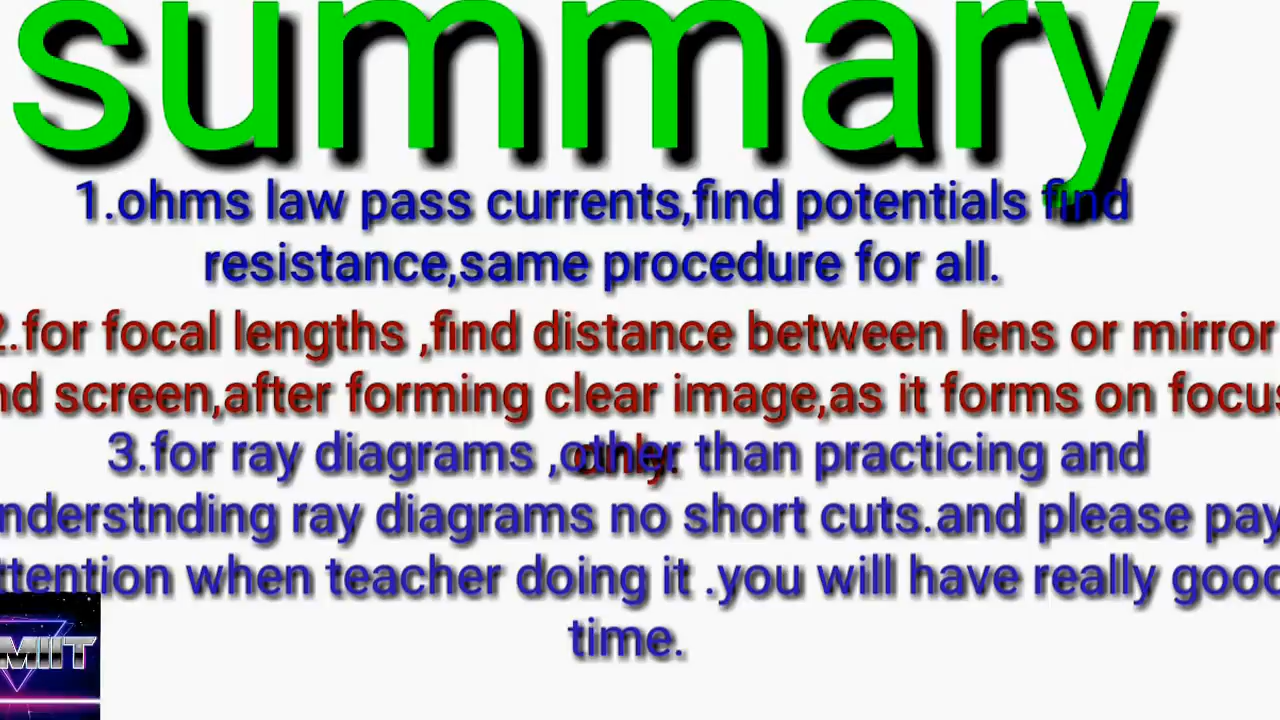 summary
1.ohms law pass currents,find potentials find
resistance,same procedure for all.
2.for focal lengths ,find distance between lens or mirror
nd screen,after forming clear image,as it forms on focus
only.
3.for ray diagrams ,other than practicing and
nderstnding ray diagrams no short cuts.and please pay
ttention when teacher doing it .you will have really good
time.
MIIT